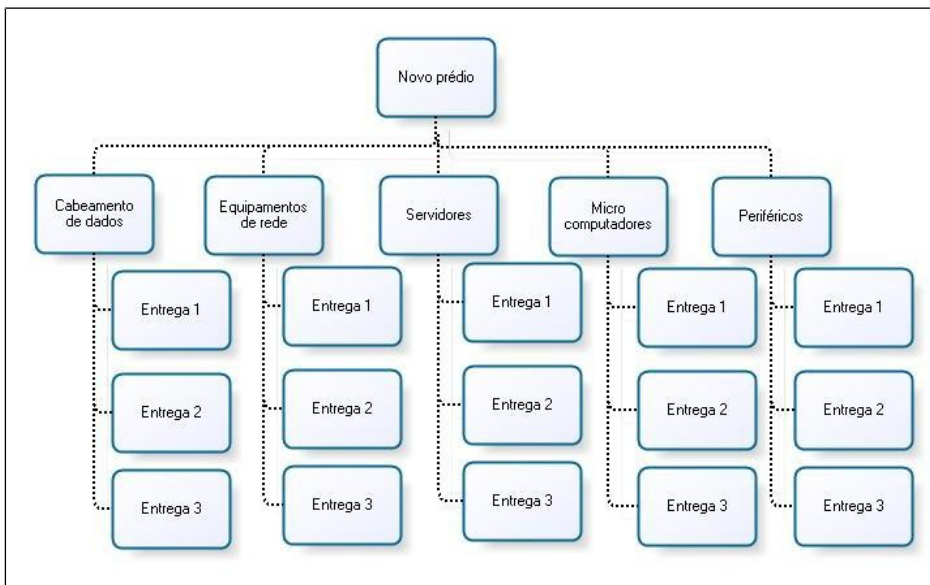 Novo prédio
Cabeamento
de dados
Equipamentos
de rede
Servidores
Micro
computadores
Periféricos
Entrega 1
Entrega 1
Entrega 1
Entrega 1
Entrega 1
Entrega 2
Entrega 2
Entrega 2
Entrega 2
Entrega 2
Entrega 3
Entrega 3
Entrega 3
Entrega 3
Entrega 3